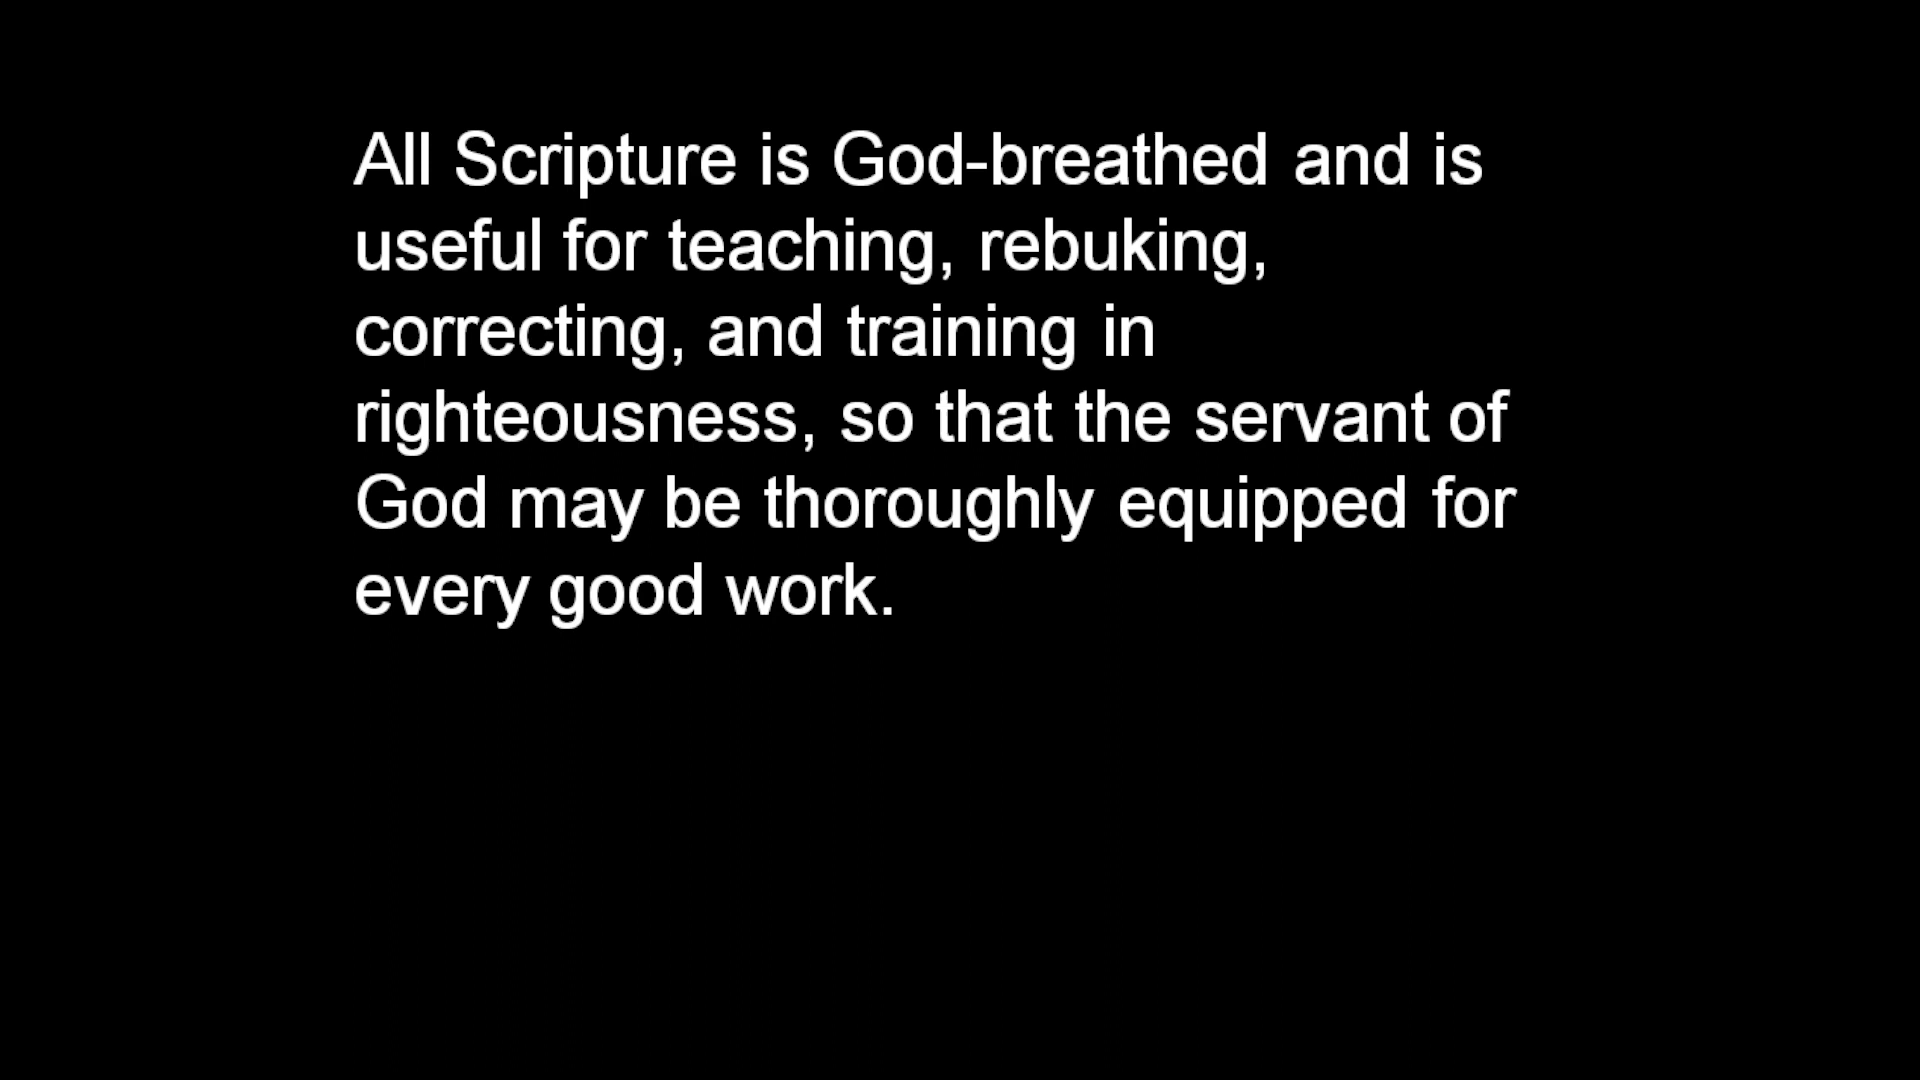 All Scripture is God-breathed and is
useful for teaching, rebuking,
correcting, and training in
righteousness, so that the servant of
God may be thoroughly equipped for
every good work.